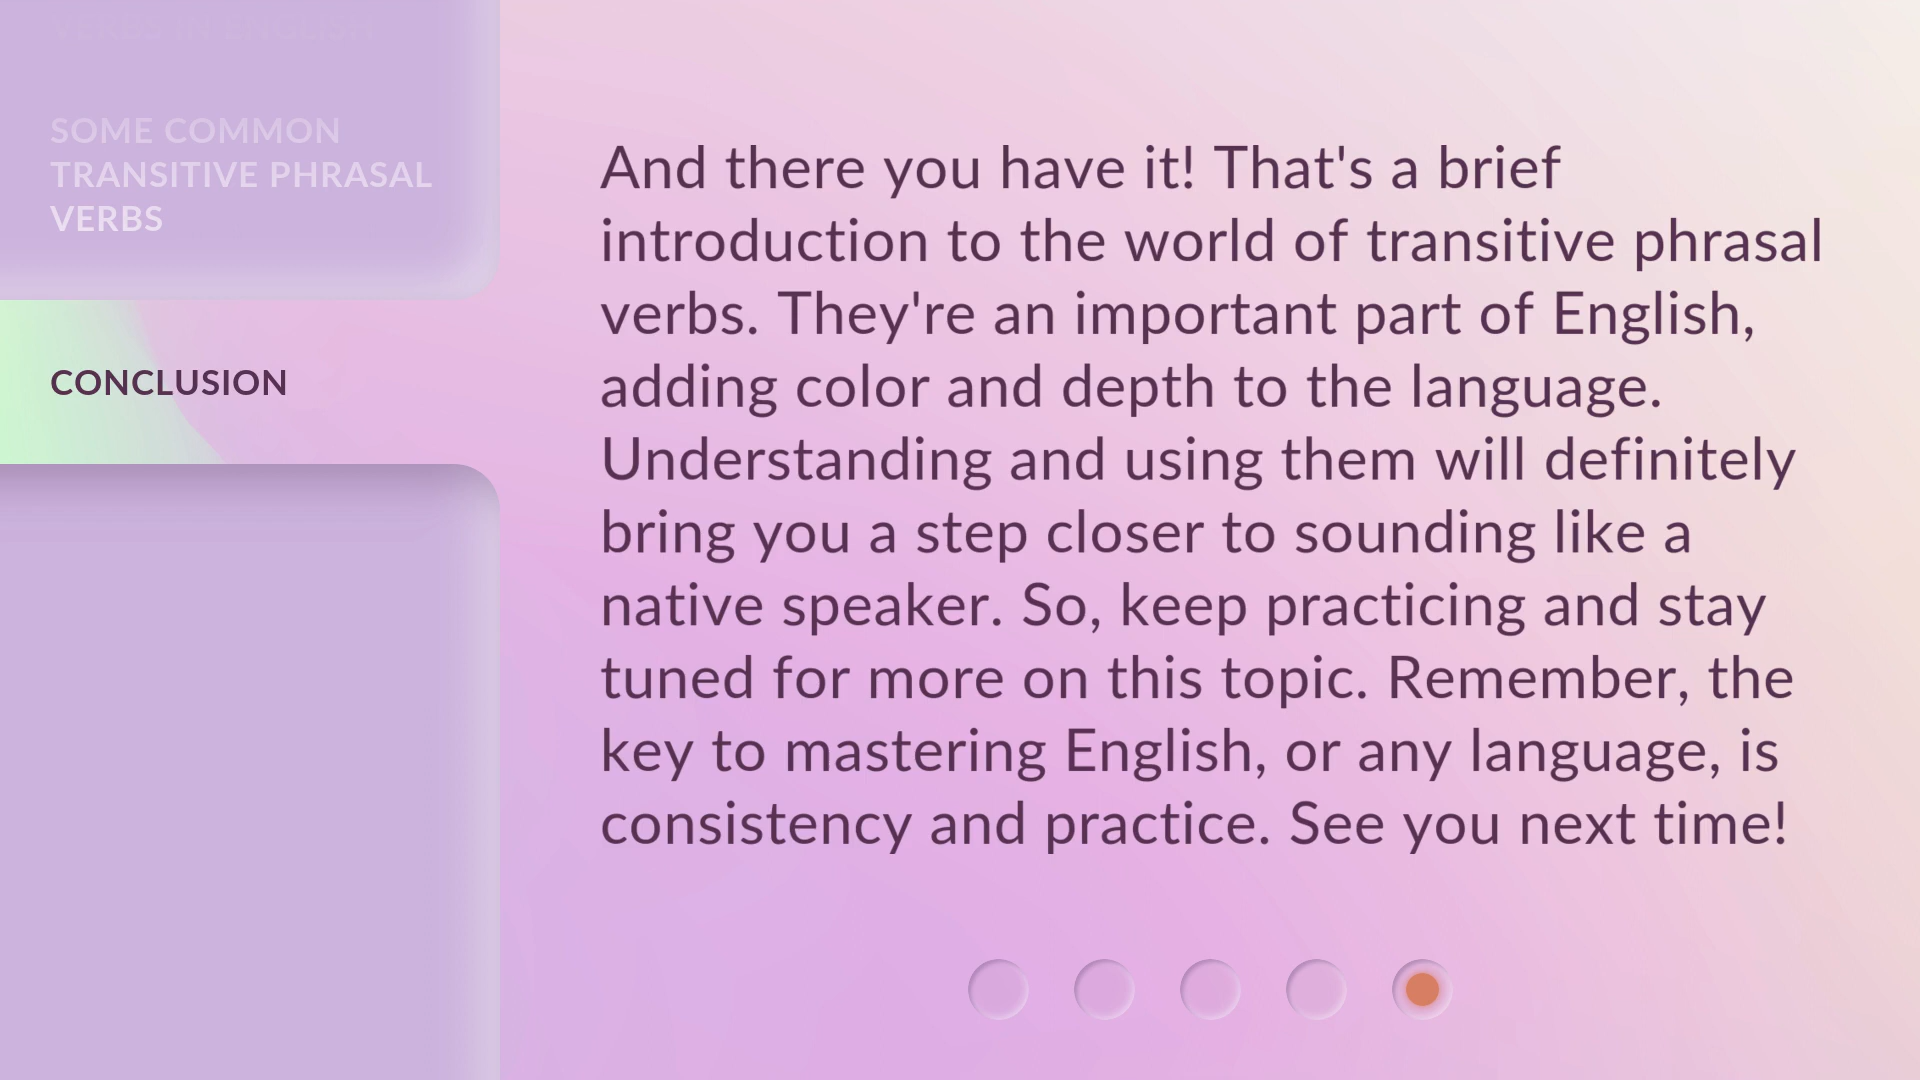 VERBS IN ENGLISH
SOME COMMON
TRANSITIVE PHRASAL
VERBS
CONCLUSION
And there you have it! That's a brief
introduction to the world of transitive phrasal
verbs. They're an important part of English,
adding color and depth to the language.
Understanding and using them will definitely
bring you a step closer to sounding like a
native speaker. So, keep practicing and stay
tuned for more on this topic. Remember, the
key to mastering English, or any language, is
consistency and practice. See you next time!